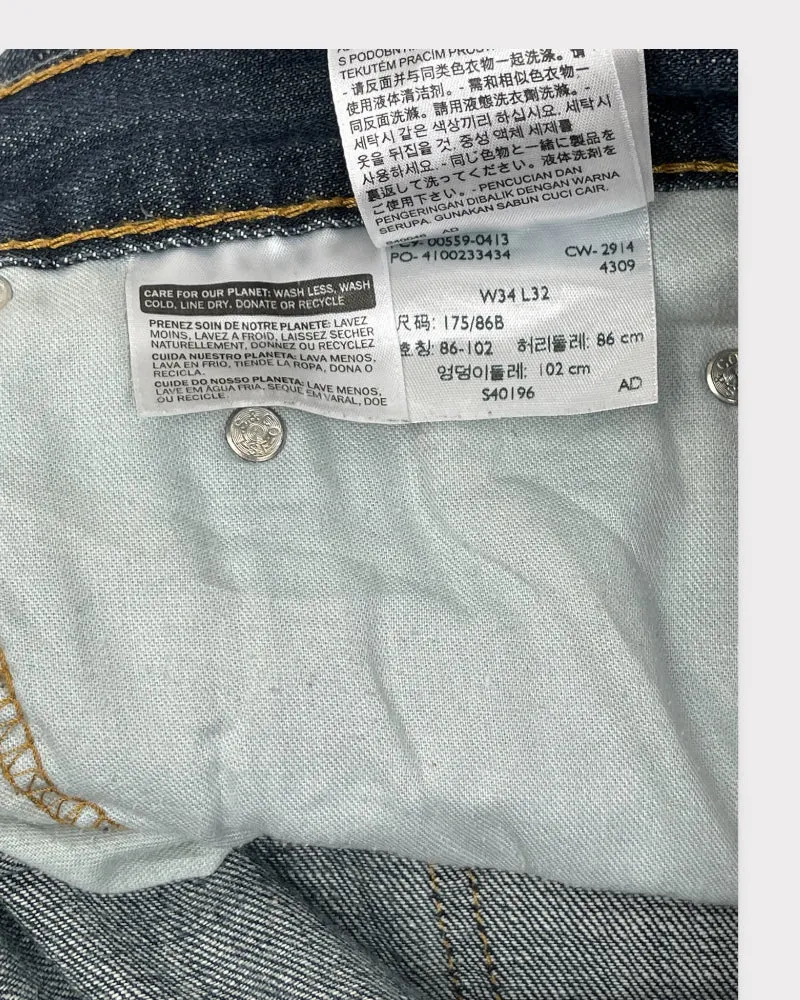 S PODOBN
TEKUTÉM PRACÍM PROS
- 请反面并与同类色衣物一起洗涤。请
使用液体清洁剂。- 需和相似色衣物一
同反面洗滌。請用液態洗衣劑洗滌。-
세탁시 같은 색상끼리 하십시오. 세탁시
옷을 뒤집을 것. 중성 액체 세제를
사용하세요. - 同じ色物と一緒に製品を
裏返して洗ってください。液体洗剤を
ご使用下さい。- PENCUCIAN DAN
PENGERINGAN DIBALIK DENGAN WARNA
SERUPA. GUNAKAN SABUN CUCI CAIR.
AD
PC9- 00559-0413
PO- 4100233434
CW- 2914
4309
W34 L32
尺码: 175/86B
호칭: 86-102 허리둘레: 86 cm
엉덩이둘레: 102 cm
S40196
AD
CARE FOR OUR PLANET: WASH LESS, WASH
COLD, LINE DRY. DONATE OR RECYCLE
PRENEZ SOIN DE NOTRE PLANETE: LAVEZ
MOINS, LAVEZ A FROID, LAISSEZ SECHER
NATURELLEMENT, DONNEZ OU RECYCLEZ
CUIDA NUESTRO PLANETA: LAVA MENOS,
LAVA EN FRIO, TIENDE LA ROPA, DONA O
RECICLA.
CUIDE DO NOSSO PLANETA: LAVE MENOS,
LAVE EM ÁGUA FRIA, SEQUE EM VARAL, DOE
OU RECICLE.